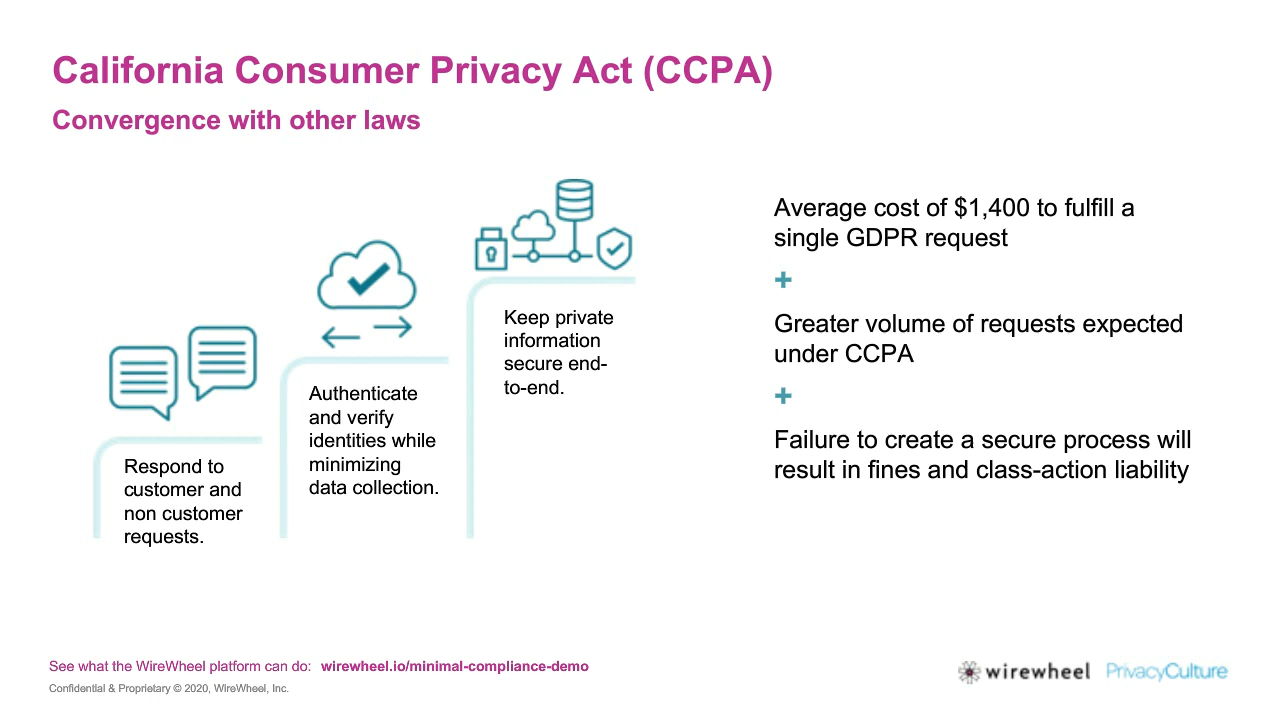 California Consumer Privacy Act (CCPA)
Convergence with other laws
Respond to
customer and
non customer
requests.
Authenticate
and verify
identities while
minimizing
data collection.
Keep private
information
secure end-
to-end.
Average cost of $1,400 to fulfill a
single GDPR request
+
Greater volume of requests expected
under CCPA
+
Failure to create a secure process will
result in fines and class-action liability
See what the WireWheel platform can do: wirewheel.io/minimal-compliance-demo
Confidential & Proprietary © 2020, WireWheel, Inc.
wirewheel
PrivacyCulture